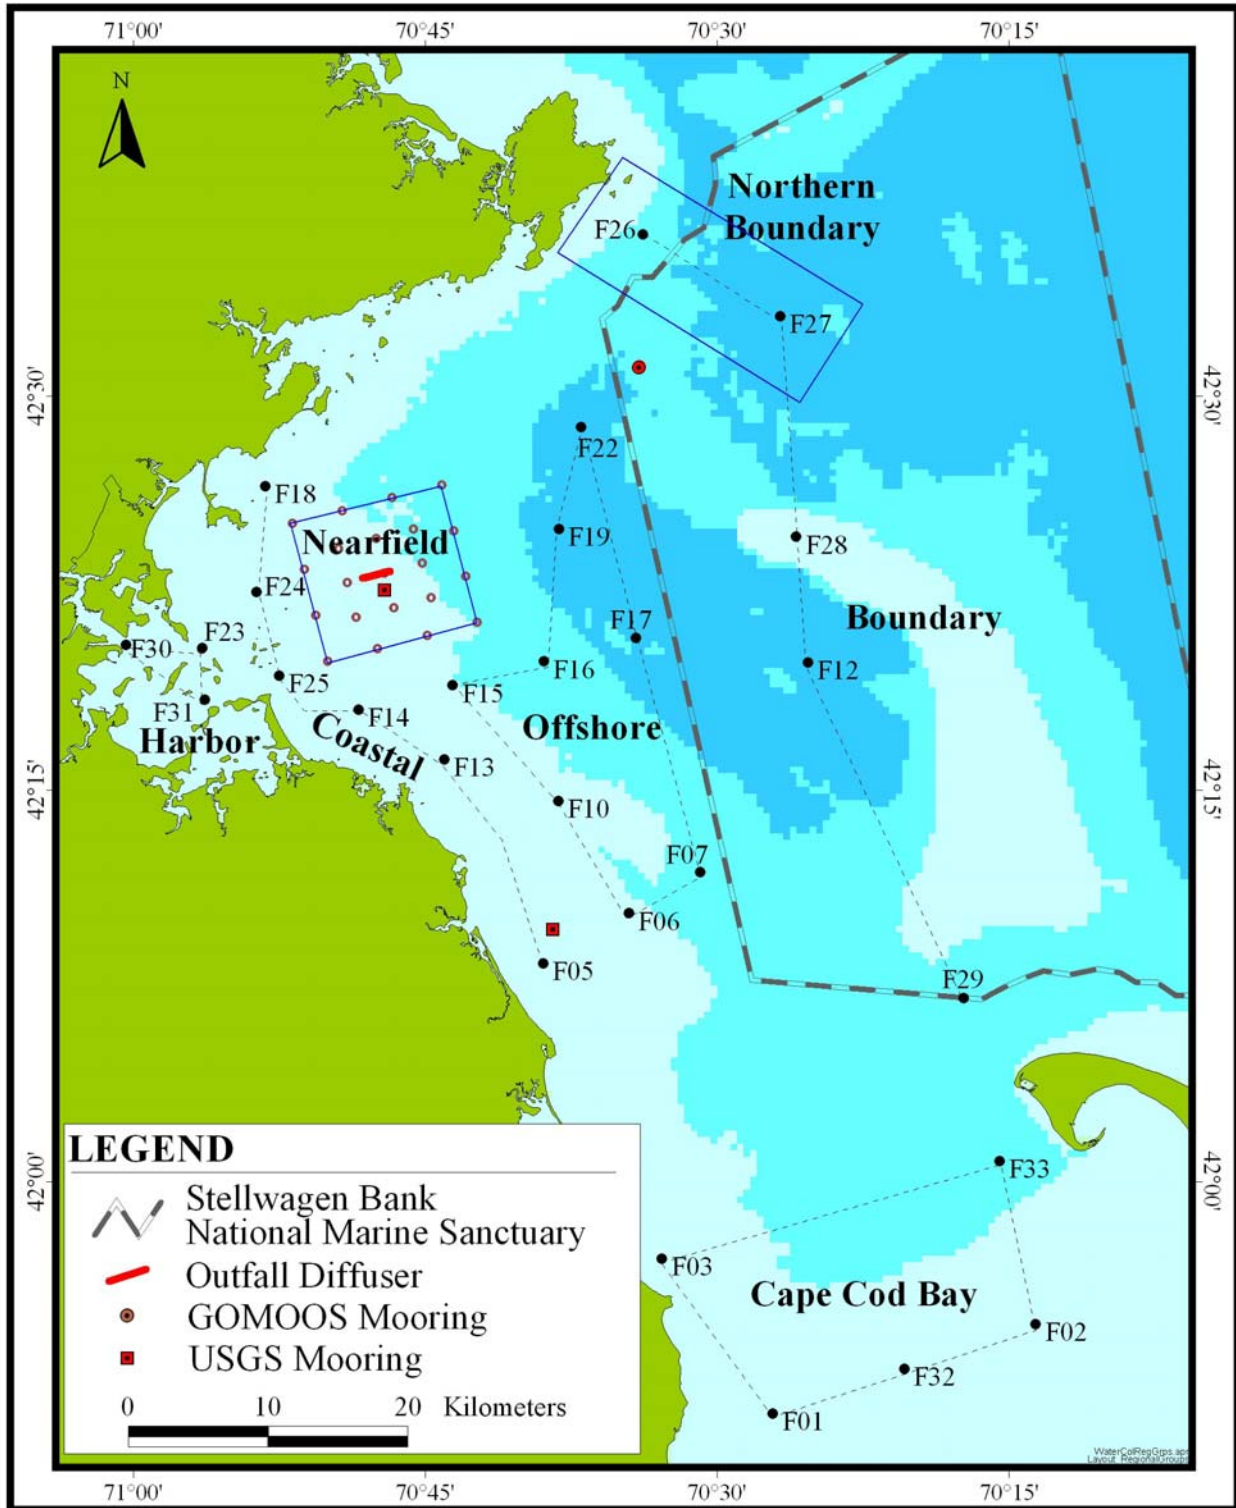 71°00'
70°45'
70°30'
70°15'
N
Northern
Boundary
F26
F27
42°30'
42°30'
F22
F18
F19
Nearfield
F28
F24
Boundary
F23
F17
F30
F16
F12
F25
F15
F31
F14
Offshore
Harbor
Coastal
F13
42°15'
42°15'
F10
F07
F06
F05
F29
LEGEND
Stellwagen Bank
National Marine Sanctuary
Outfall Diffuser
GOMOOS Mooring
USGS Mooring
0 10 20 Kilometers
F33
42°00'
42°00'
F03
Cape Cod Bay
F02
F32
F01
WaterColRegGrps.apr
Layout: RegionalGroups
71°00'
70°45'
70°30'
70°15'